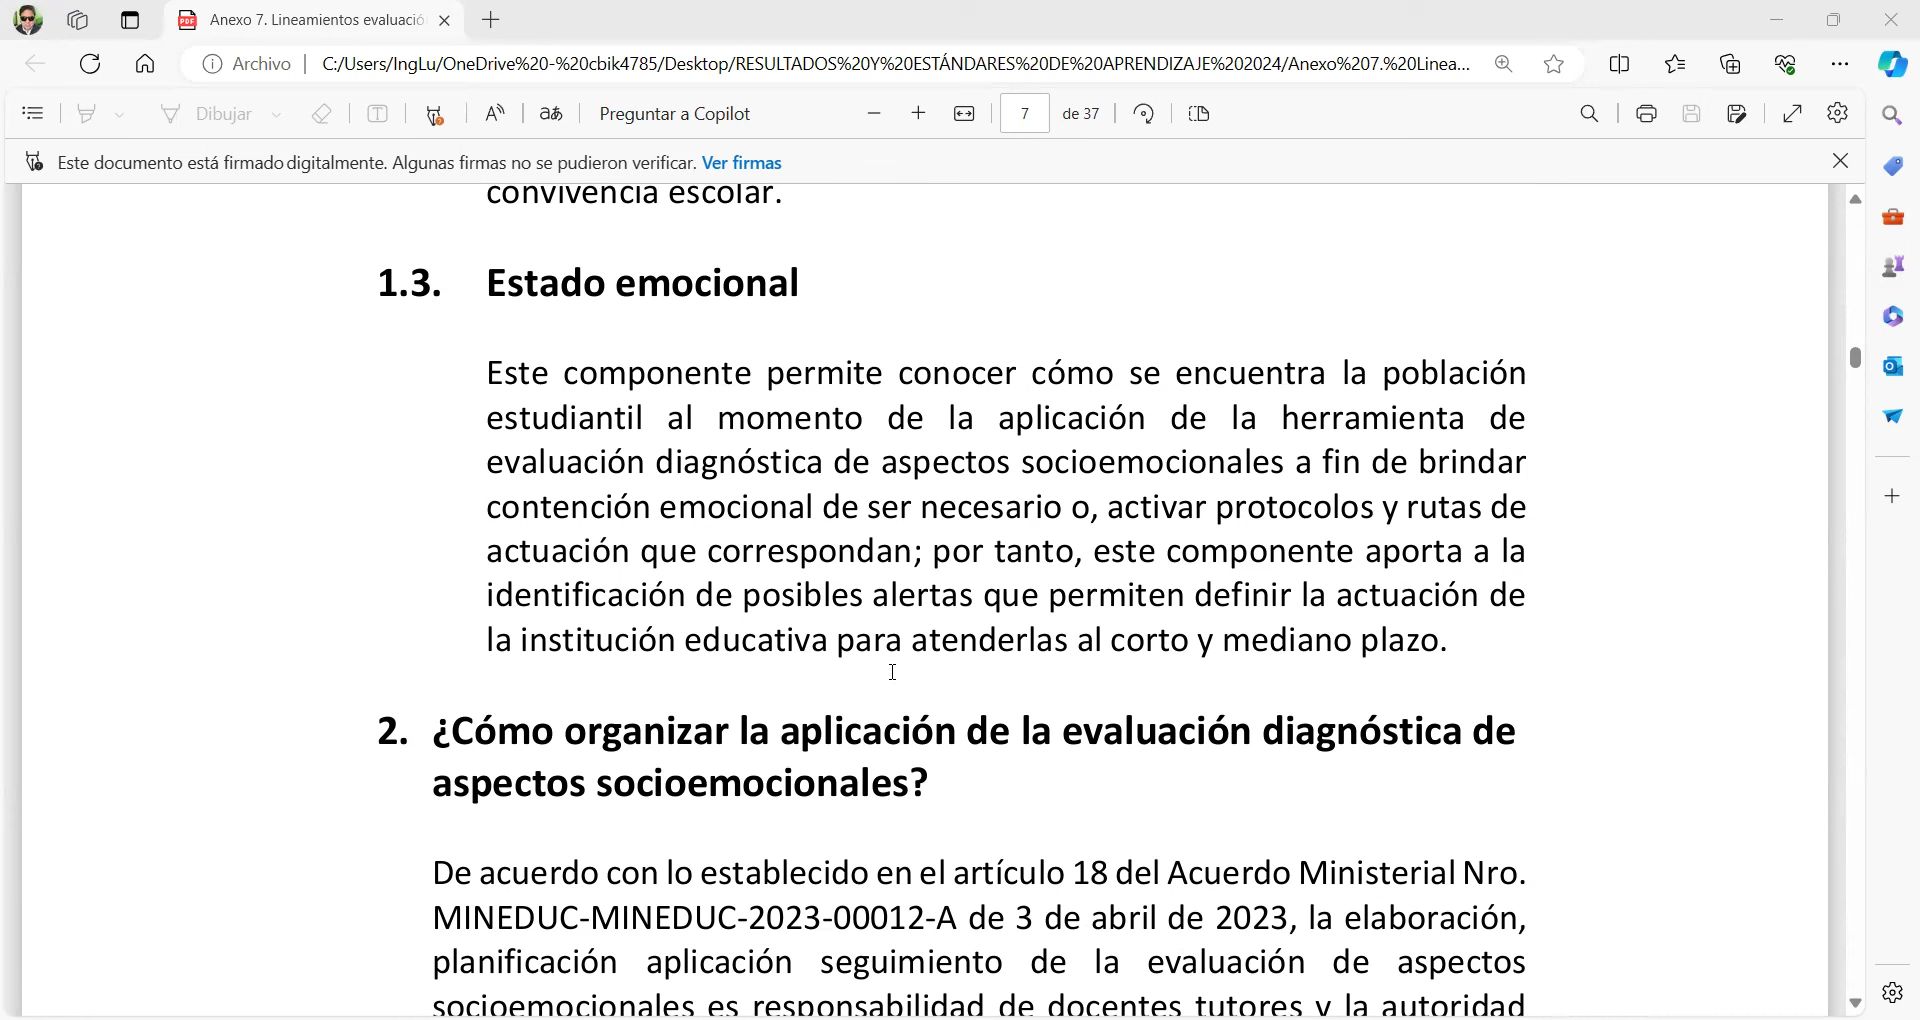 Anexo 7. Lineamientos evaluació
Archivo
C:/Users/IngLu/OneDrive%20-%20cbik4785/Desktop/RESULTADOS%20Y%20ESTÁNDARES%20DE%20APRENDIZAJE%202024/Anexo%207.%20Linea...
Dibujar
Preguntar a Copilot
7
de 37
Este documento está firmado digitalmente. Algunas firmas no se pudieron verificar. Ver firmas
convivencia escolar.
1.3. Estado emocional
Este componente permite conocer cómo se encuentra la población
estudiantil al momento de la aplicación de la herramienta de
evaluación diagnóstica de aspectos socioemocionales a fin de brindar
contención emocional de ser necesario o, activar protocolos y rutas de
actuación que correspondan; por tanto, este componente aporta a la
identificación de posibles alertas que permiten definir la actuación de
la institución educativa para atenderlas al corto y mediano plazo.
2. ¿Cómo organizar la aplicación de la evaluación diagnóstica de
aspectos socioemocionales?
De acuerdo con lo establecido en el artículo 18 del Acuerdo Ministerial Nro.
MINEDUC-MINEDUC-2023-00012-A de 3 de abril de 2023, la elaboración,
planificación aplicación seguimiento de la evaluación de aspectos
socioemocionales es responsabilidad de docentes tutores y la autoridad